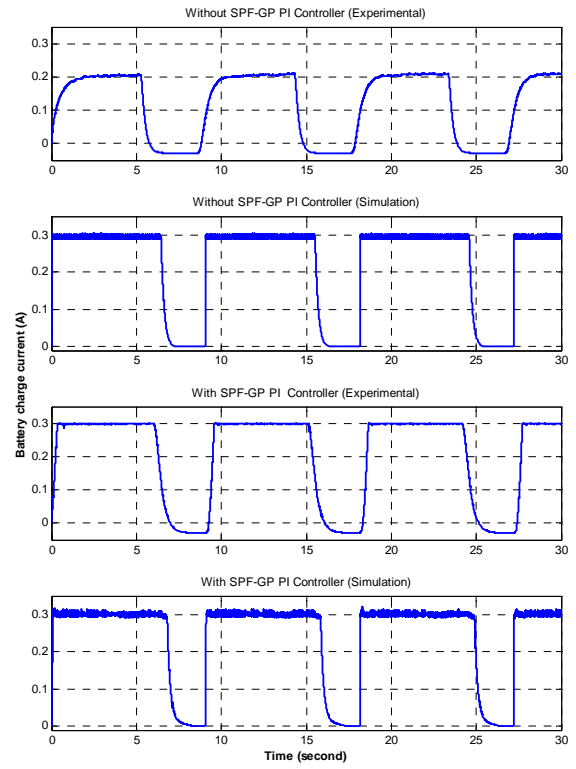 Without SPF-GP PI Controller (Experimental)
0.3
0.2
0.1
0
0 5 10 15 20 25 30
Without SPF-GP PI Controller (Simulation)
0.3
0.2
0.1
0
0 5 10 15 20 25 30
Battery charge current (A)
With SPF-GP PI Controller (Experimental)
0.3
0.2
0.1
0
0 5 10 15 20 25 30
With SPF-GP PI Controller (Simulation)
0.3
0.2
0.1
0
0 5 10 15 20 25 30
Time (second)